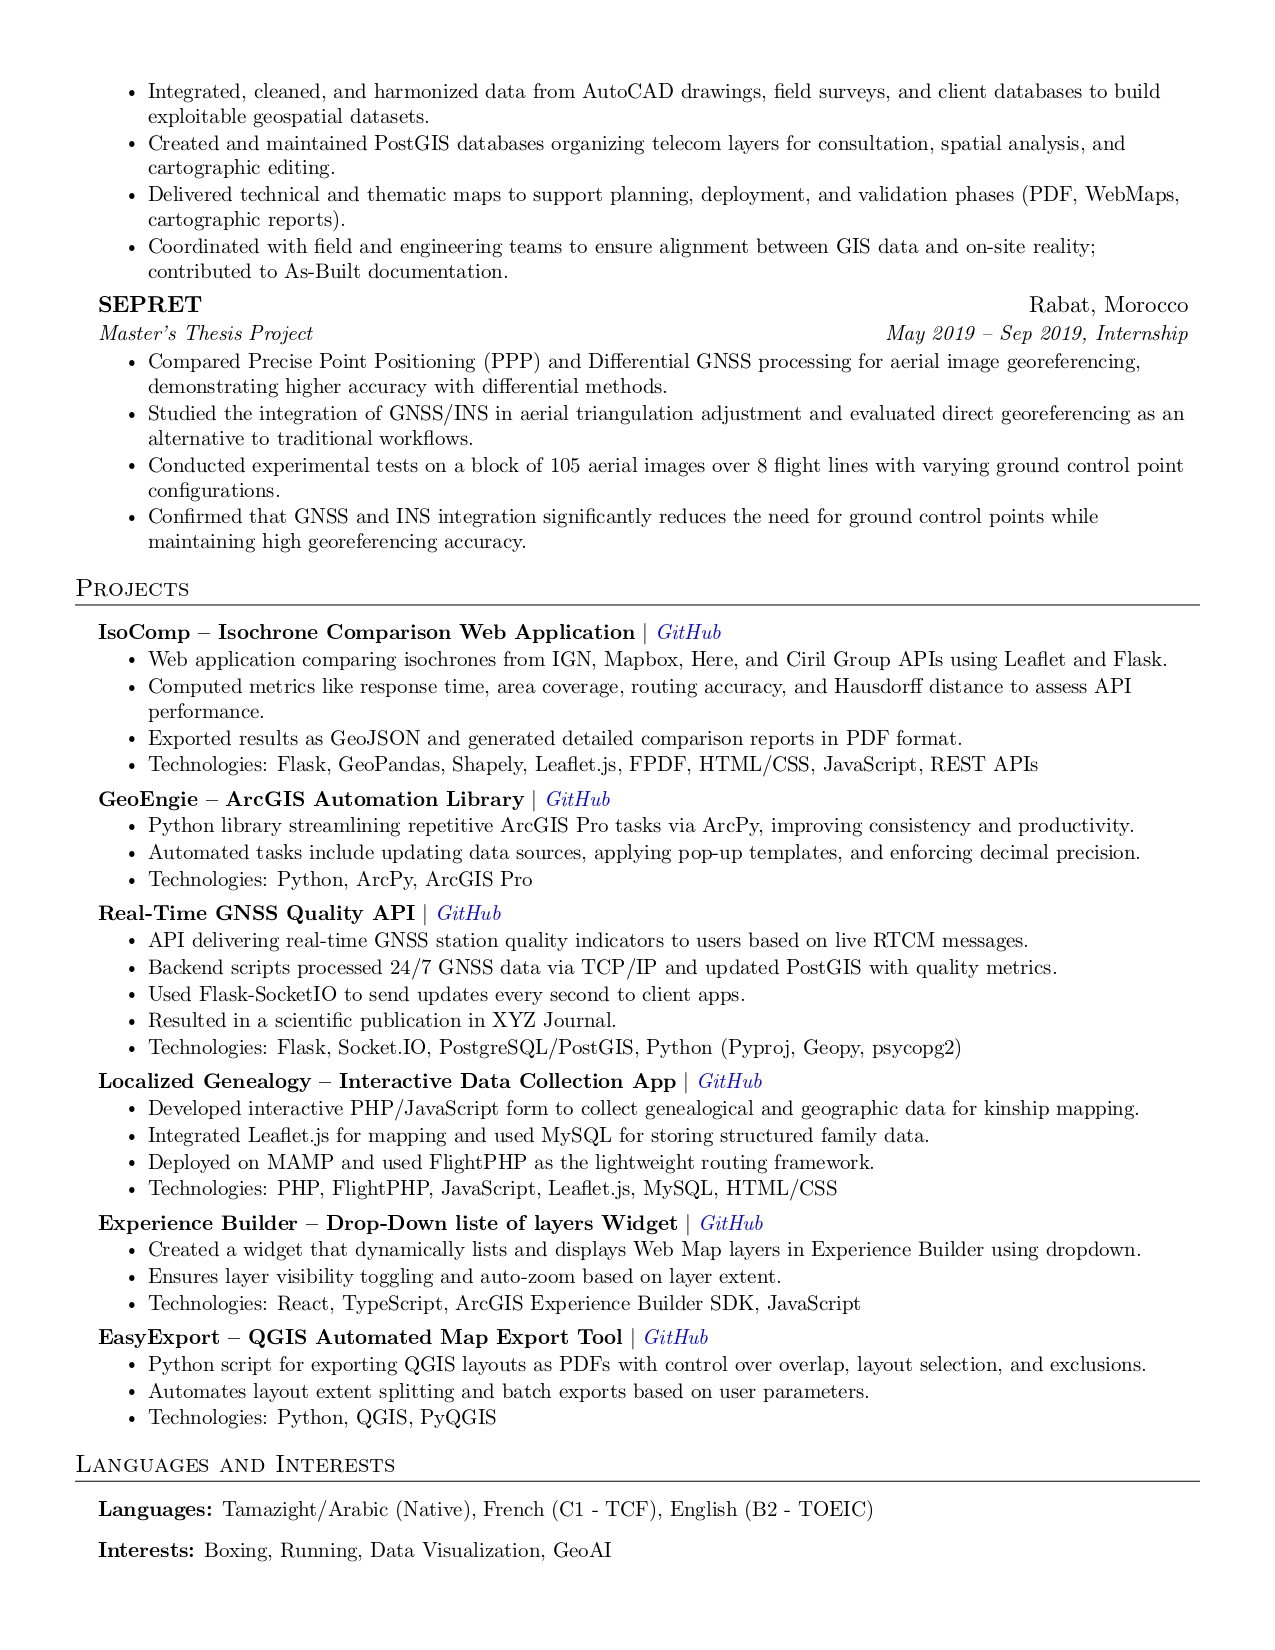 • Integrated, cleaned, and harmonized data from AutoCAD drawings, field surveys, and client databases to build
exploitable geospatial datasets.
• Created and maintained PostGIS databases organizing telecom layers for consultation, spatial analysis, and
cartographic editing.
• Delivered technical and thematic maps to support planning, deployment, and validation phases (PDF, WebMaps,
cartographic reports).
• Coordinated with field and engineering teams to ensure alignment between GIS data and on-site reality;
contributed to As-Built documentation.
SEPRET Rabat, Morocco
Master's Thesis Project May 2019 – Sep 2019, Internship
• Compared Precise Point Positioning (PPP) and Differential GNSS processing for aerial image georeferencing,
demonstrating higher accuracy with differential methods.
• Studied the integration of GNSS/INS in aerial triangulation adjustment and evaluated direct georeferencing as an
alternative to traditional workflows.
• Conducted experimental tests on a block of 105 aerial images over 8 flight lines with varying ground control point
configurations.
• Confirmed that GNSS and INS integration significantly reduces the need for ground control points while
maintaining high georeferencing accuracy.
Projects
IsoComp – Isochrone Comparison Web Application | GitHub
• Web application comparing isochrones from IGN, Mapbox, Here, and Ciril Group APIs using Leaflet and Flask.
• Computed metrics like response time, area coverage, routing accuracy, and Hausdorff distance to assess API
performance.
• Exported results as GeoJSON and generated detailed comparison reports in PDF format.
• Technologies: Flask, GeoPandas, Shapely, Leaflet.js, FPDF, HTML/CSS, JavaScript, REST APIs
GeoEngie – ArcGIS Automation Library | GitHub
• Python library streamlining repetitive ArcGIS Pro tasks via ArcPy, improving consistency and productivity.
• Automated tasks include updating data sources, applying pop-up templates, and enforcing decimal precision.
• Technologies: Python, ArcPy, ArcGIS Pro
Real-Time GNSS Quality API | GitHub
• API delivering real-time GNSS station quality indicators to users based on live RTCM messages.
• Backend scripts processed 24/7 GNSS data via TCP/IP and updated PostGIS with quality metrics.
• Used Flask-SocketIO to send updates every second to client apps.
• Resulted in a scientific publication in XYZ Journal.
• Technologies: Flask, Socket.IO, PostgreSQL/PostGIS, Python (Pyproj, Geopy, psycopg2)
Localized Genealogy – Interactive Data Collection App | GitHub
• Developed interactive PHP/JavaScript form to collect genealogical and geographic data for kinship mapping.
• Integrated Leaflet.js for mapping and used MySQL for storing structured family data.
• Deployed on MAMP and used FlightPHP as the lightweight routing framework.
• Technologies: PHP, FlightPHP, JavaScript, Leaflet.js, MySQL, HTML/CSS
Experience Builder – Drop-Down liste of layers Widget | GitHub
• Created a widget that dynamically lists and displays Web Map layers in Experience Builder using dropdown.
• Ensures layer visibility toggling and auto-zoom based on layer extent.
• Technologies: React, TypeScript, ArcGIS Experience Builder SDK, JavaScript
EasyExport – QGIS Automated Map Export Tool | GitHub
• Python script for exporting QGIS layouts as PDFs with control over overlap, layout selection, and exclusions.
• Automates layout extent splitting and batch exports based on user parameters.
• Technologies: Python, QGIS, PyQGIS
Languages and Interests
Languages: Tamazight/Arabic (Native), French (C1 - TCF), English (B2 - TOEIC)
Interests: Boxing, Running, Data Visualization, GeoAI